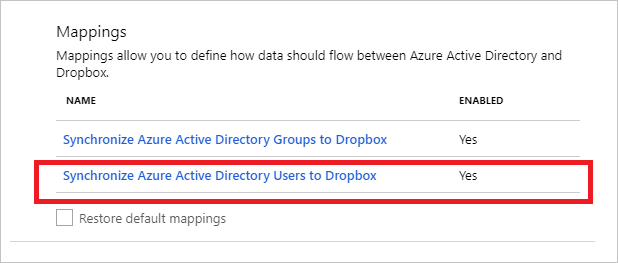 Mappings
Mappings allow you to define how data should flow between Azure Active Directory and
Dropbox.
NAME ENABLED
Synchronize Azure Active Directory Groups to Dropbox Yes
Synchronize Azure Active Directory Users to Dropbox Yes
Restore default mappings